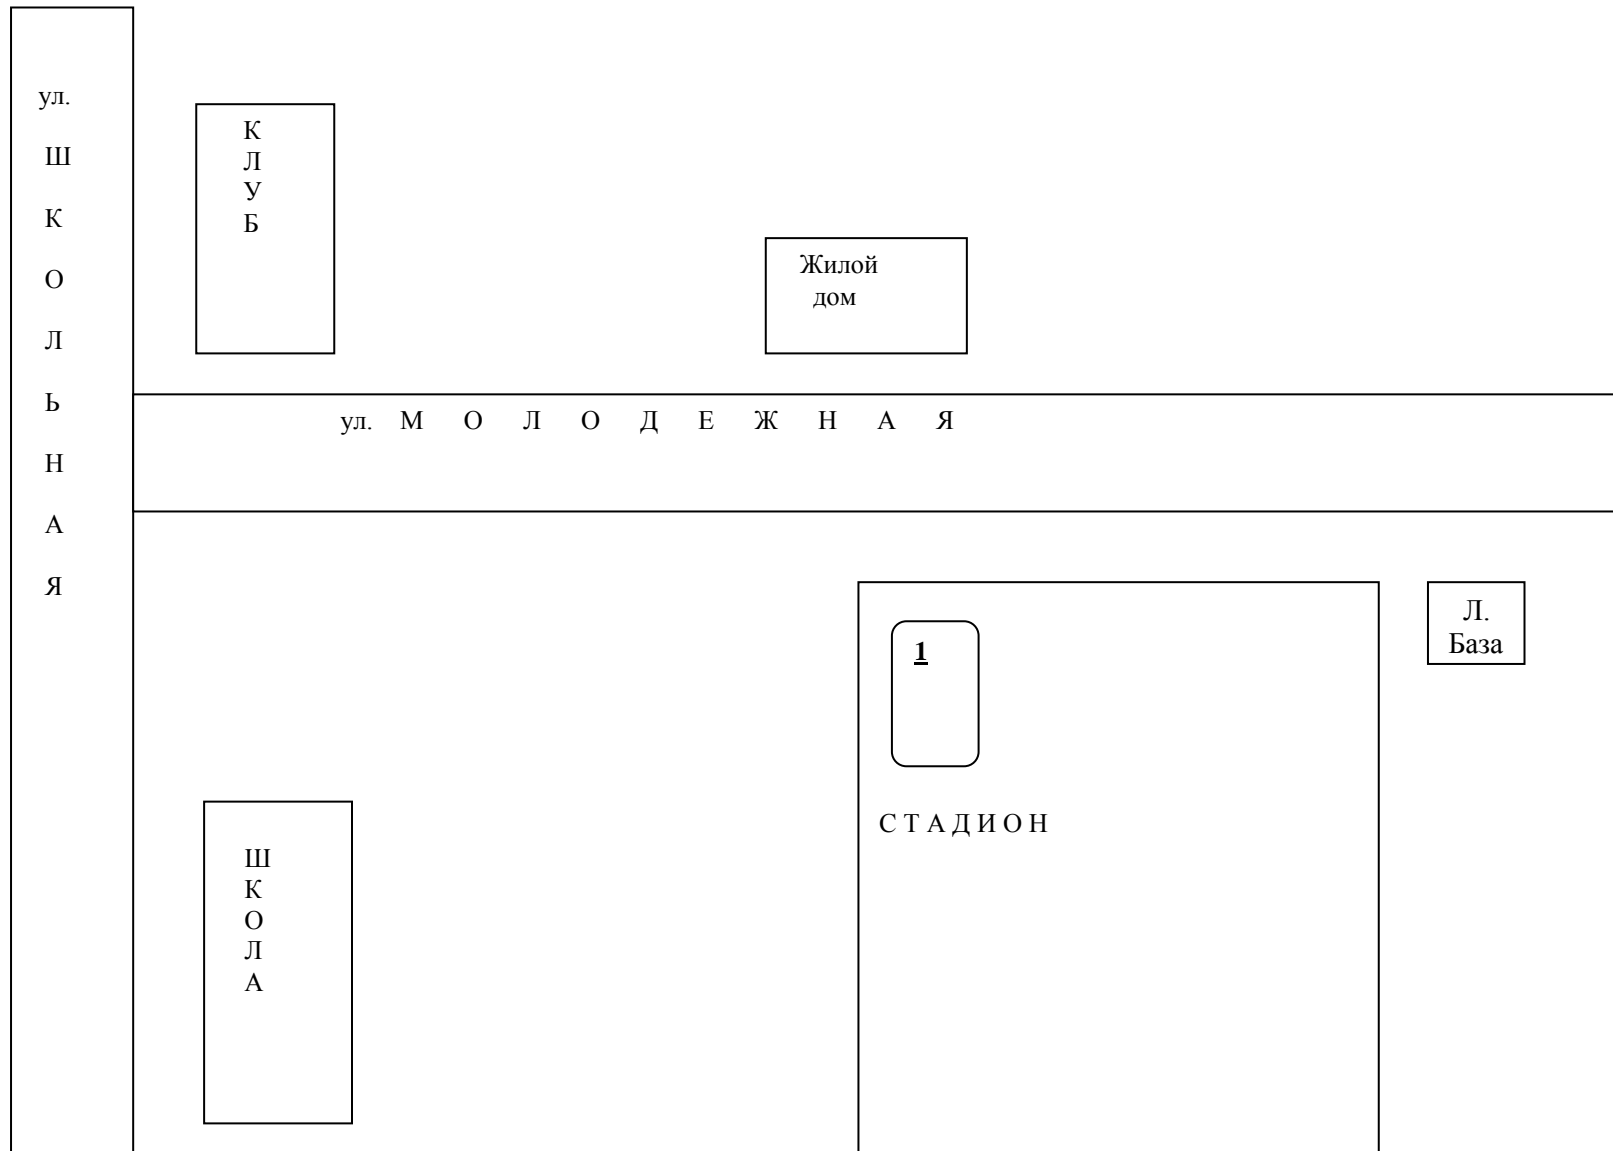 ул.
Ш
К
О
Л
Ь
Н
А
Я
К
Л
У
Б
Жилой
дом
ул. М О Л О Д Е Ж Н А Я
1
С Т А Д И О Н
Л.
База
Ш
К
О
Л
А